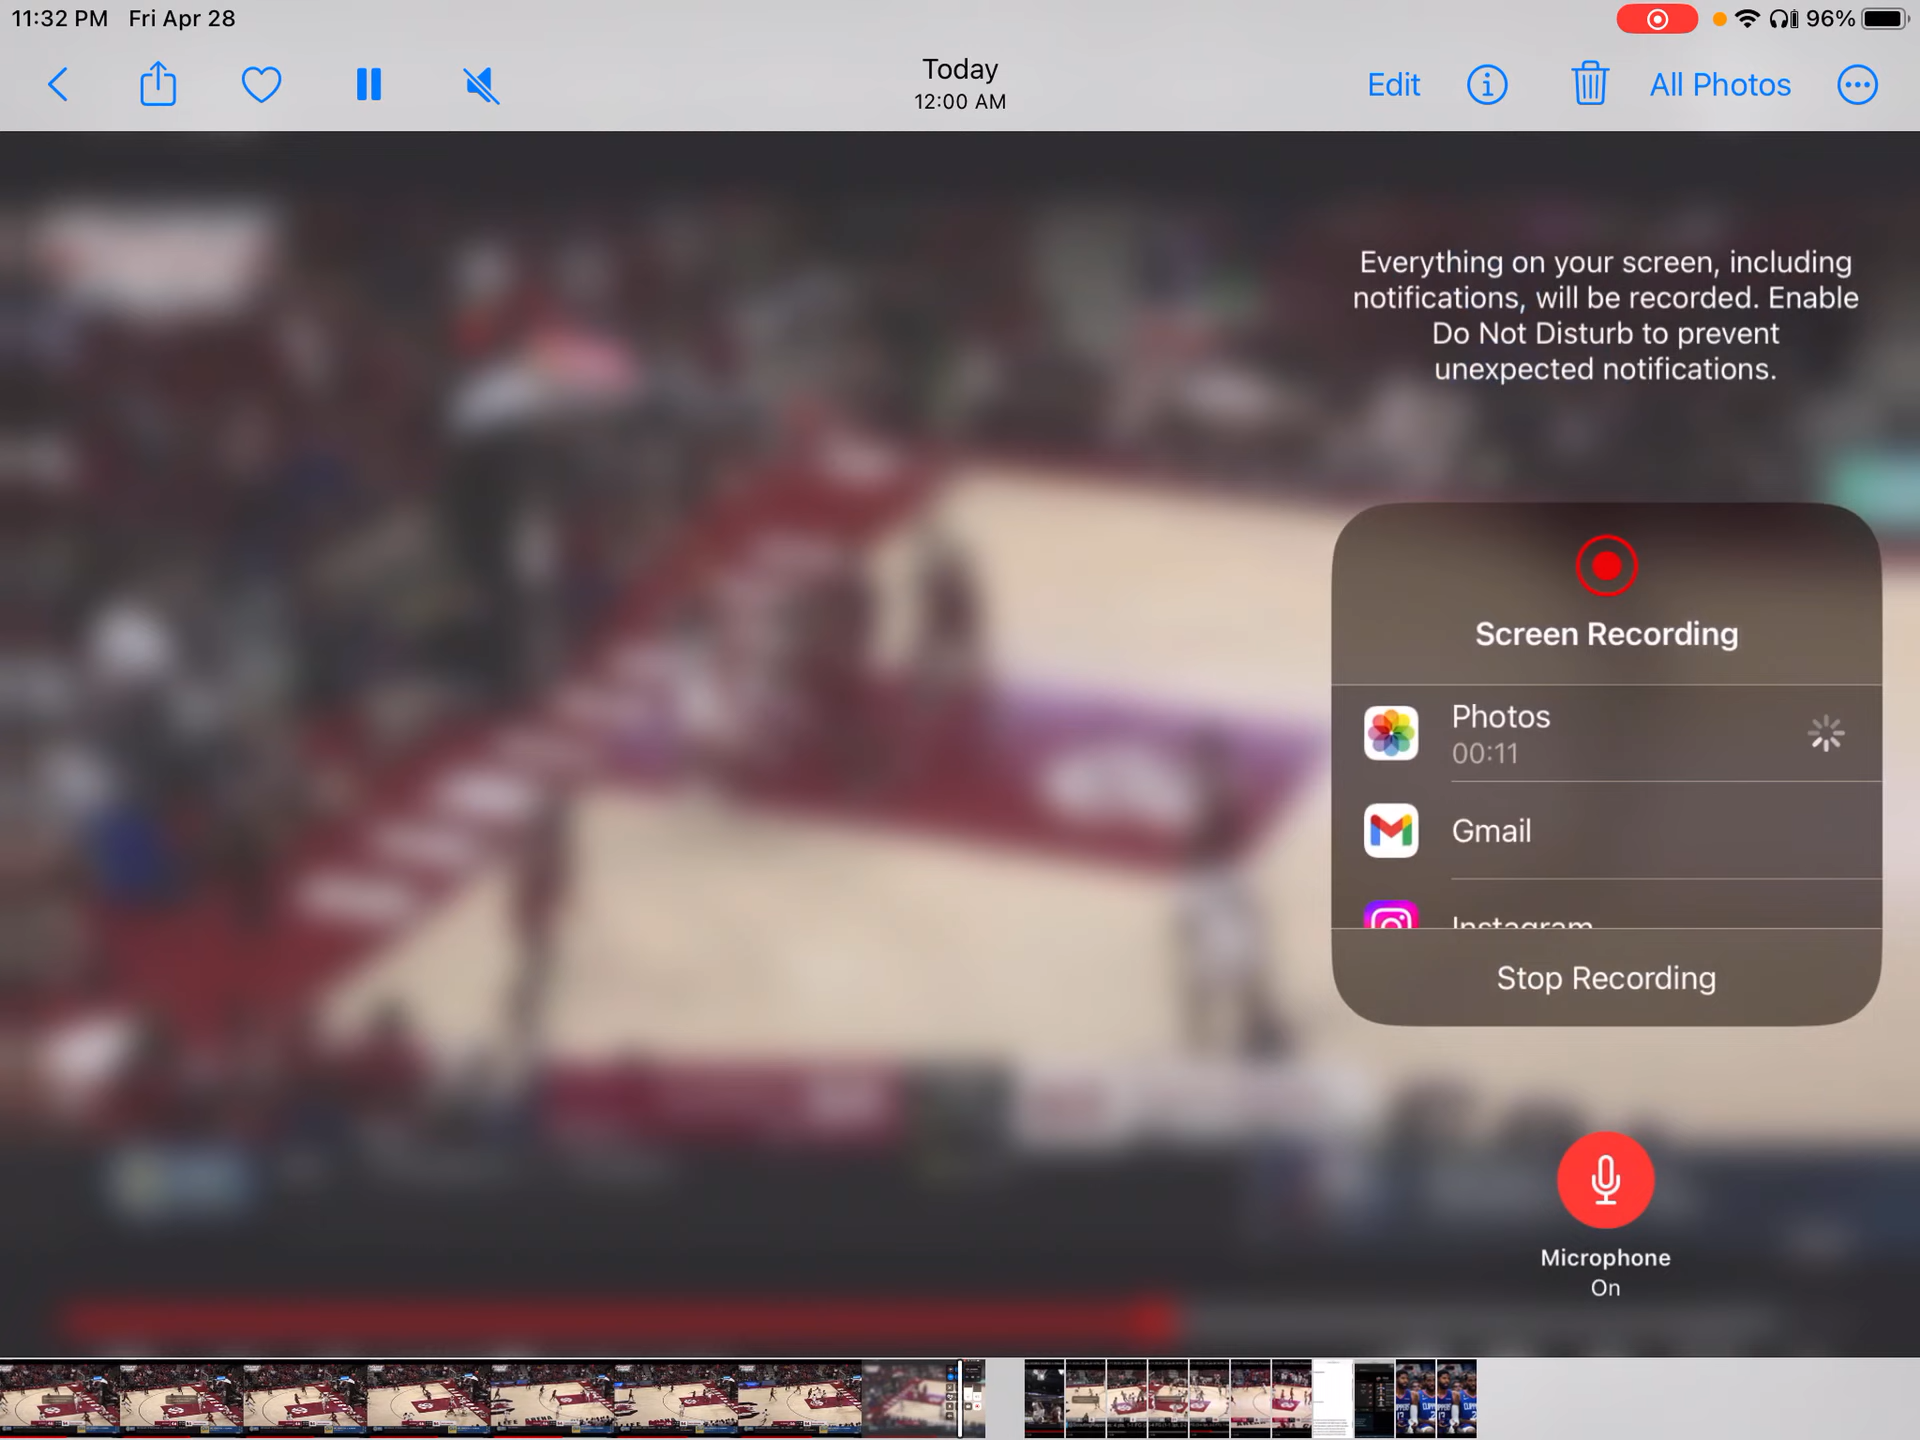 11:32 PM Fri Apr 28
96%
Today
12:00 AM
Edit
All Photos
Everything on your screen, including
notifications, will be recorded. Enable
Do Not Disturb to prevent
unexpected notifications.
Screen Recording
Photos
00:11
Gmail
Instagram
Stop Recording
Microphone
On